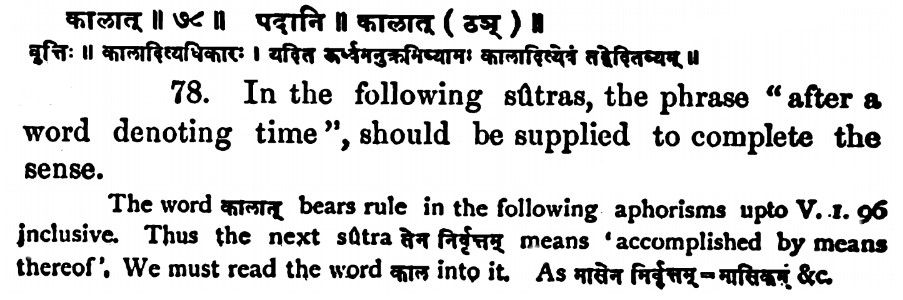 कालात् ॥ ७८ ॥ पदानि ॥ कालात् ( ठञ् ) ॥
वृत्तिः ॥ कालादित्यधिकारः । यदित ऊर्ध्वमनुक्रमिष्यामः कालादित्येवं तद्वेदितव्यम् ॥
78. In the following sûtras, the phrase “after a
word denoting time”, should be supplied to complete the
sense.
The word कालात् bears rule in the following aphorisms upto V. 1. 96
inclusive. Thus the next sûtra तेन निर्वृत्तम् means ‘accomplished by means
thereof’. We must read the word काल into it. As मासेन निर्वृत्तम् = मासिकम् &c.